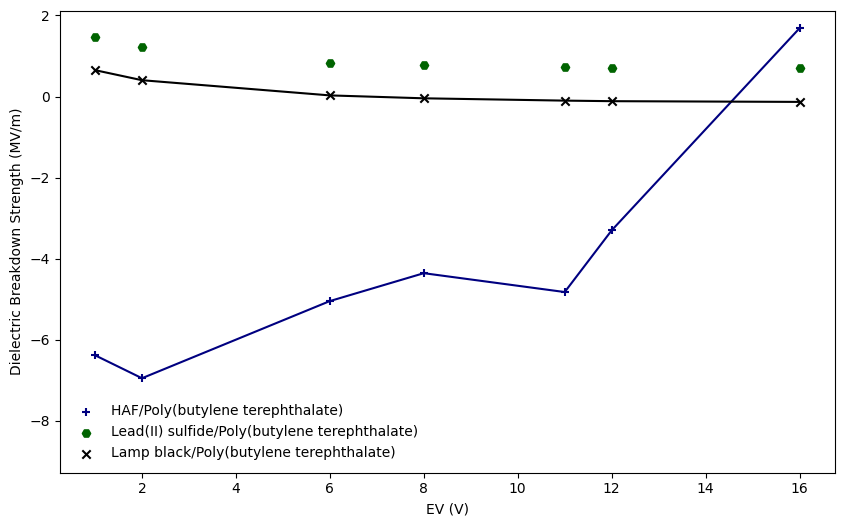 2
0
−2
−4
−6
−8
Dielectric Breakdown Strength (MV/m)
HAF/Poly(butylene terephthalate)
Lead(II) sulfide/Poly(butylene terephthalate)
Lamp black/Poly(butylene terephthalate)
2 4 6 8 10 12 14 16
EV (V)